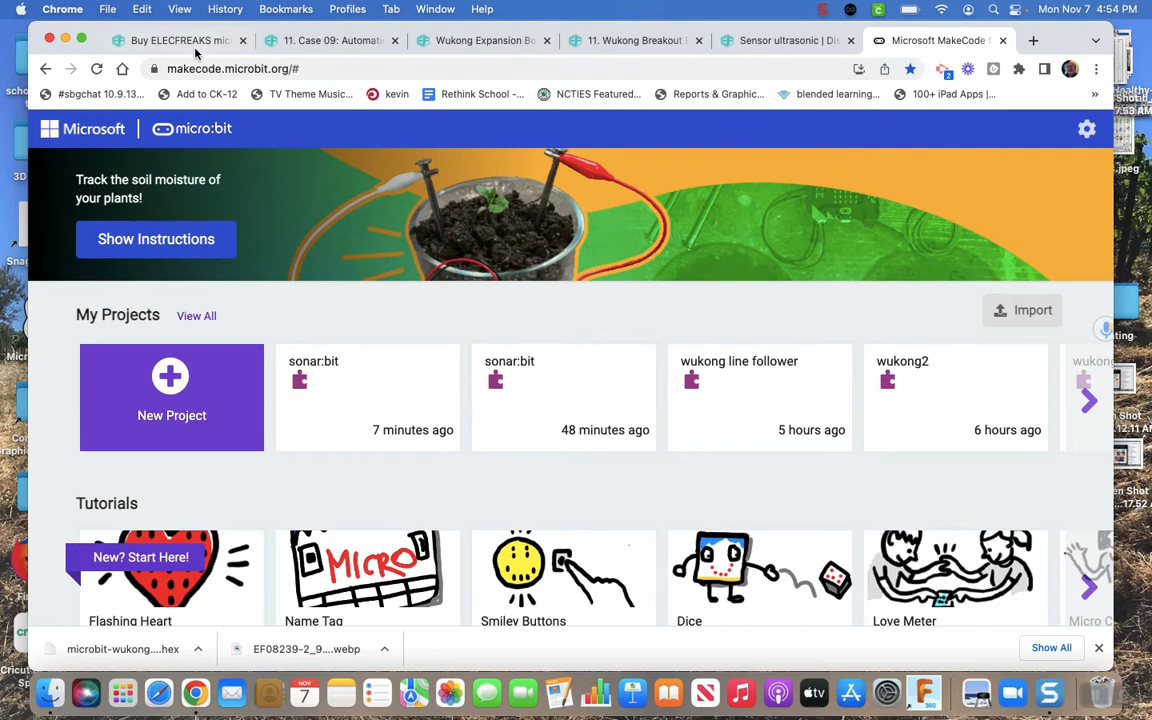 Chrome File Edit View History Bookmarks Profiles Tab Window Help Mon Nov 7 4:54 PM
Buy ELECFREAKS mic 11. Case 09: Automatic Wukong Expansion Bo 11. Wukong Breakout Sensor ultrasonic | Di Microsoft MakeCode
makecode.microbit.org/#
#sbgchat 10.9.13... Add to CK-12 TV Theme Music... kevin Rethink School -... NCTIES Featured... Reports & Graphic... blended learning... 100+ iPad Apps |... »
Microsoft | micro:bit
Track the soil moisture of
your plants!
Show Instructions
My Projects View All Import
sonar:bit sonar:bit wukong line follower wukong2 wukong
New Project
7 minutes ago 48 minutes ago 5 hours ago 6 hours ago
Tutorials
New? Start Here!
MICRO
Flashing Heart Name Tag Smiley Buttons Dice Love Meter Micro C
microbit-wukong....hex EF08239-2_9....webp Show All